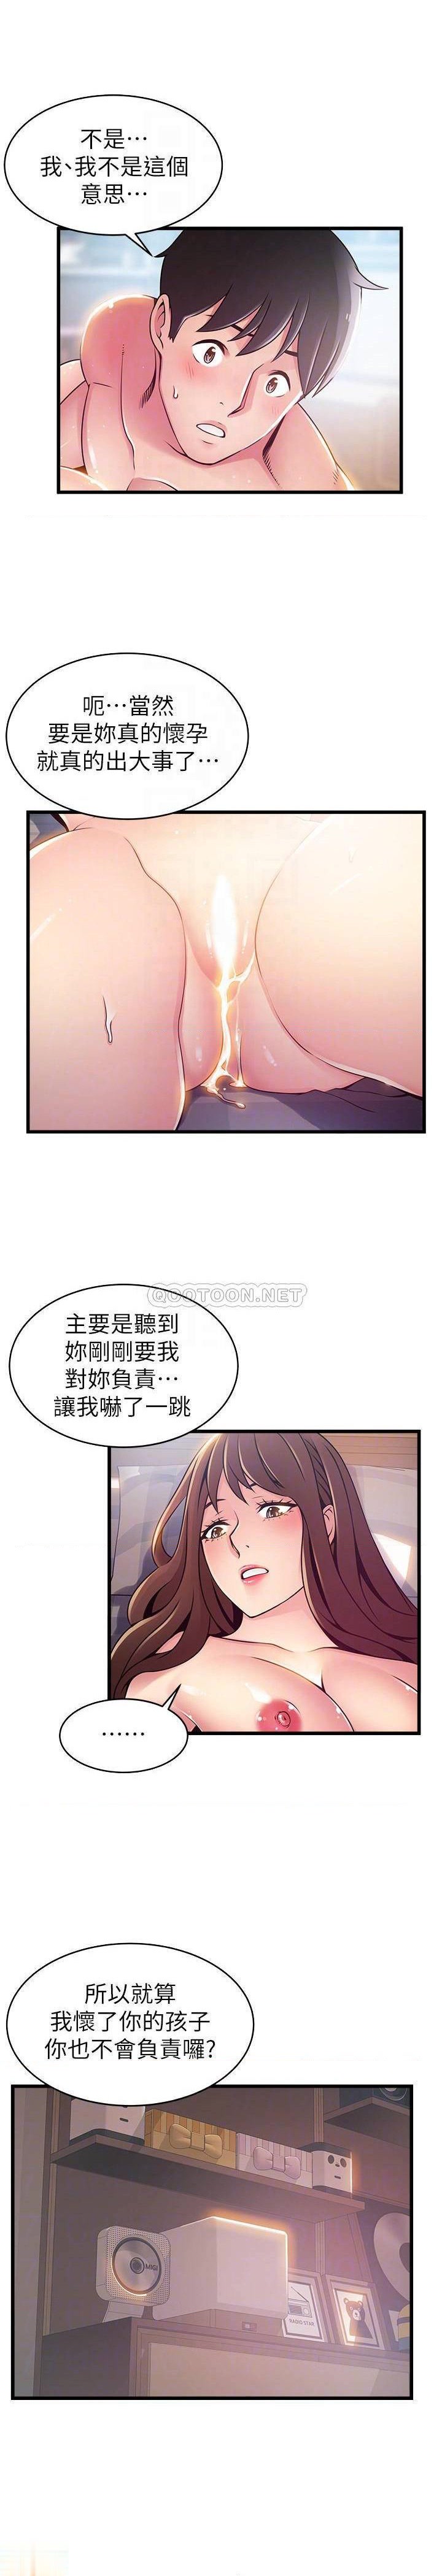 不是…
我、我不是這個
意思…
呃…當然
要是妳真的懷孕
就真的出大事了…
QOOTOON.NET
主要是聽到
妳剛剛要我
對妳負責…
讓我嚇了一跳
……
所以就算
我懷了你的孩子
你也不會負責囉?
MIGI
RADIO-STAR